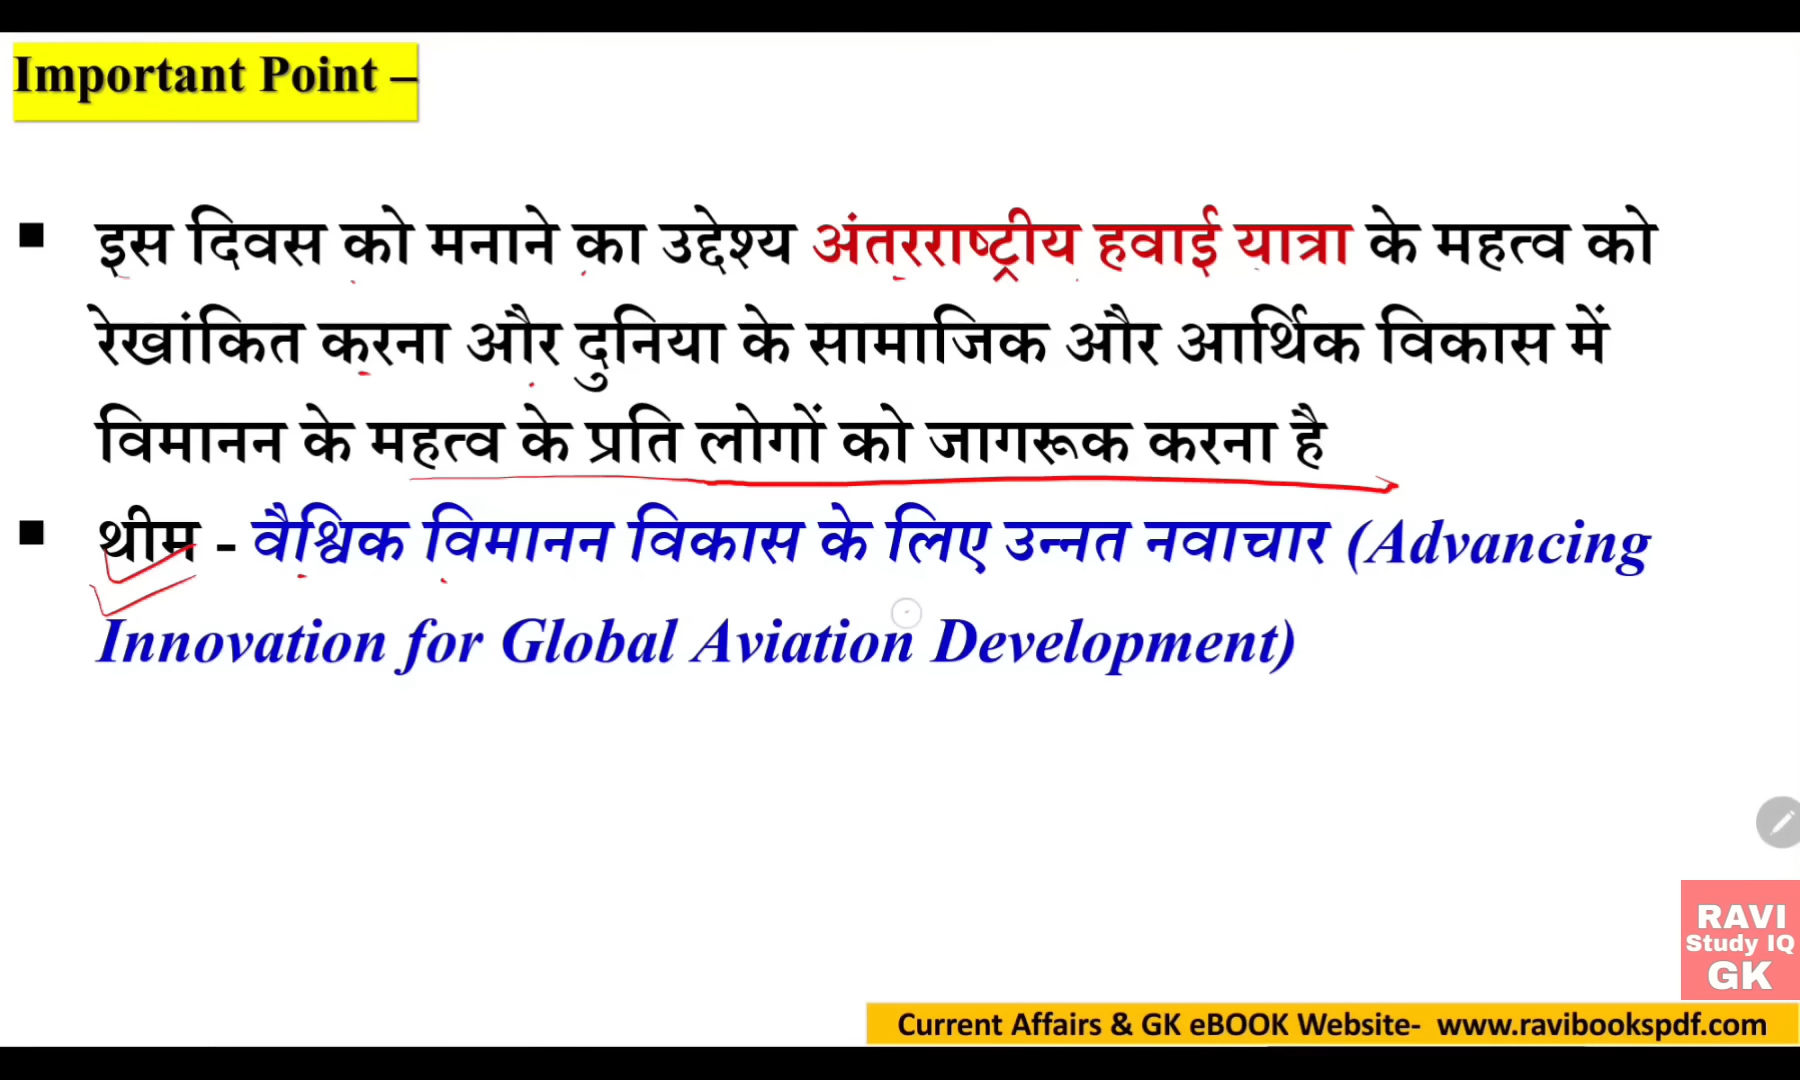 Important Point –
▪ इस दिवस को मनाने का उद्देश्य अंतरराष्ट्रीय हवाई यात्रा के महत्व को
रेखांकित करना और दुनिया के सामाजिक और आर्थिक विकास में
विमानन के महत्व के प्रति लोगों को जागरूक करना है
▪ थीम - वैश्विक विमानन विकास के लिए उन्नत नवाचार (Advancing
Innovation for Global Aviation Development)
RAVI
Study IQ
GK
Current Affairs & GK eBOOK Website- www.ravibookspdf.com